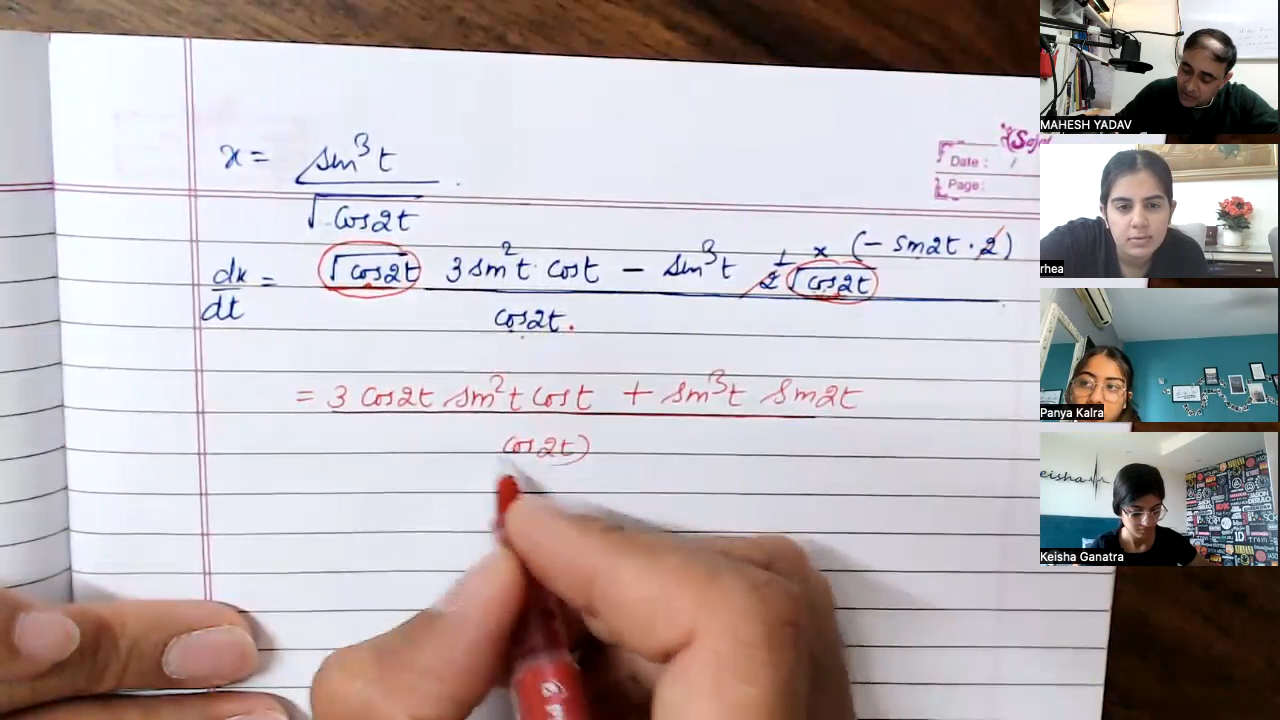 x = sin³t
√cos2t
dx/dt = √cos2t 3sin²t cost − sin³t 1/2√cos2t × (− sin2t · 2)
cos2t.
= 3 cos2t sin²t cost + sin³t sin2t
cos2t)
Date : /
Page:
MAHESH YADAV
rhea
Panya Kalra
eisha
Keisha Ganatra